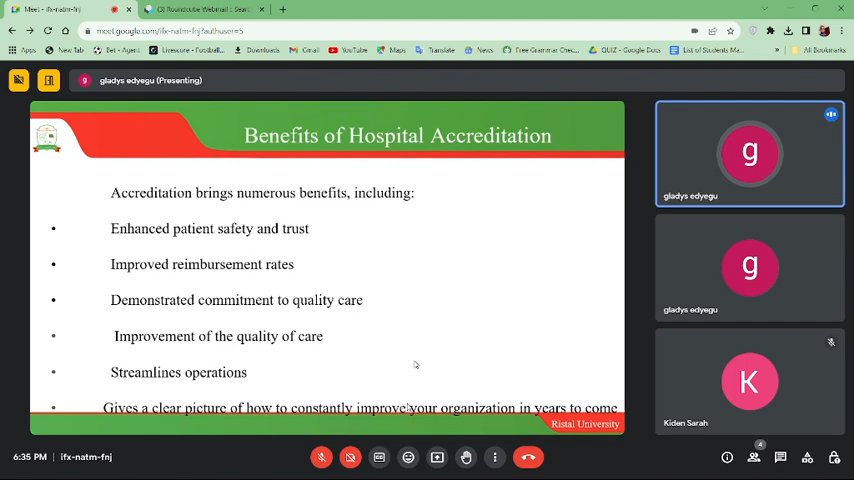 Meet - ifx-natm-fnj
Roundcube Webmail :: Searc
meet.google.com/ifx-natm-fnj?authuser=5
Apps
New Tab
Bet - Agent
Livescore - Football...
Downloads
Gmail
YouTube
Maps
Translate
News
Free Grammar Chec...
QUIZ - Google Docs
List of Students Ma...
»
All Bookmarks
g
gladys edyegu (Presenting)
Benefits of Hospital Accreditation
Accreditation brings numerous benefits, including:
• Enhanced patient safety and trust
• Improved reimbursement rates
• Demonstrated commitment to quality care
• Improvement of the quality of care
• Streamlines operations
• Gives a clear picture of how to constantly improve your organization in years to come
Ristal University
g
gladys edyegu
g
gladys edyegu
K
Kiden Sarah
6:35 PM | ifx-natm-fnj
4